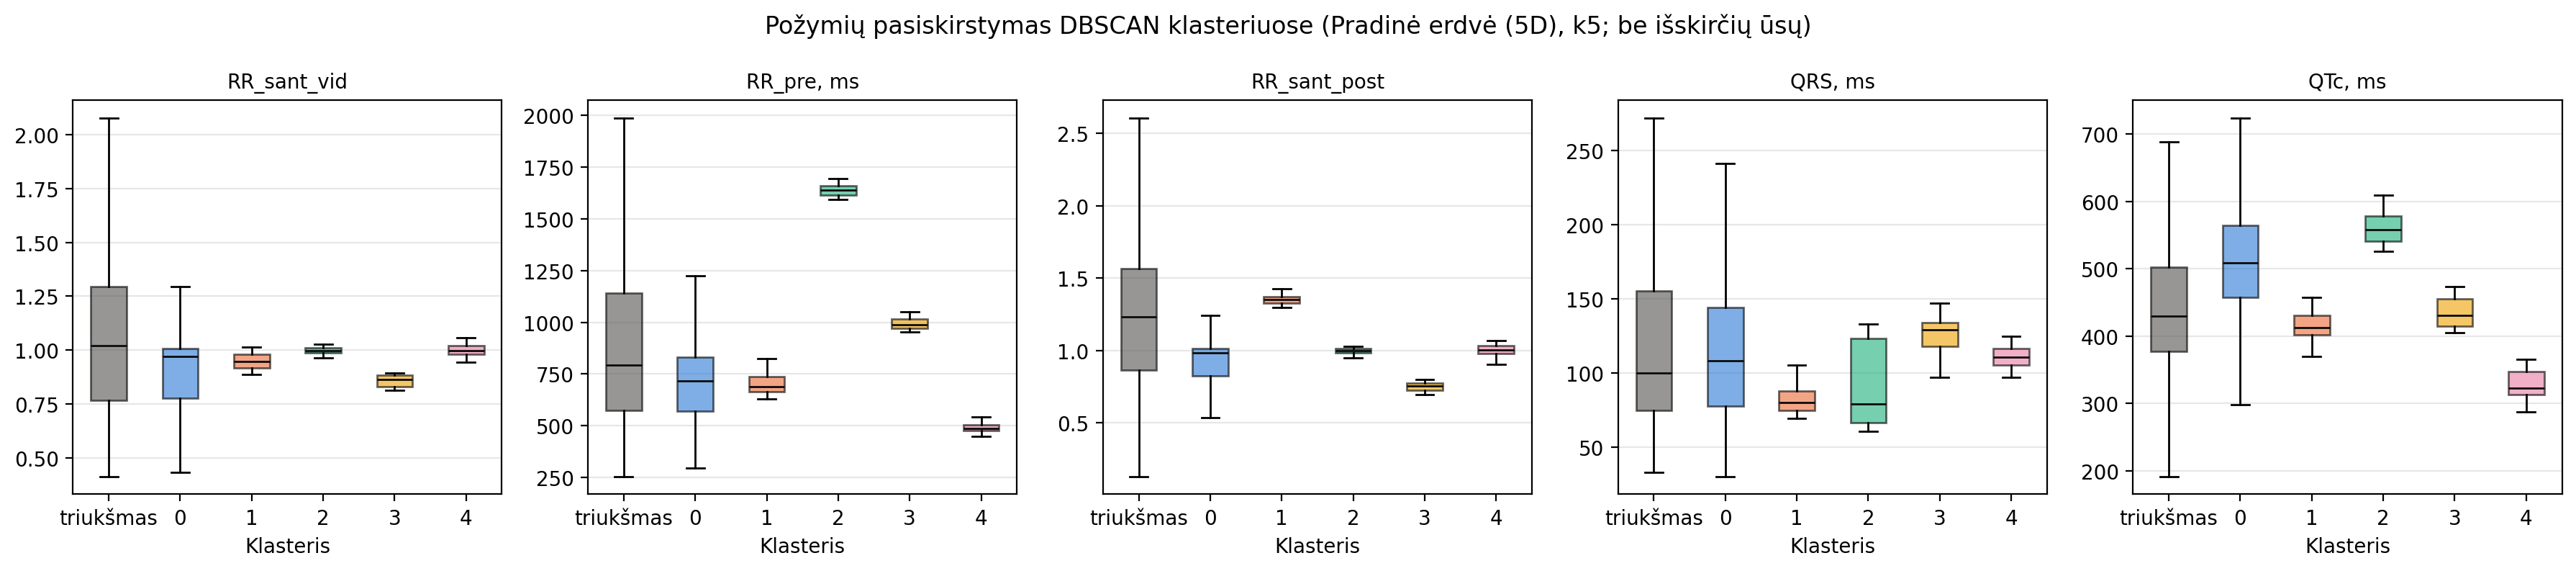 Požymių pasiskirstymas DBSCAN klasteriuose (Pradinė erdvė (5D), k5; be išskirčių ūsų)
RR_sant_vid
2.00
1.75
1.50
1.25
1.00
0.75
0.50
triukšmas 0 1 2 3 4
Klasteris
RR_pre, ms
2000
1750
1500
1250
1000
750
500
250
triukšmas 0 1 2 3 4
Klasteris
RR_sant_post
2.5
2.0
1.5
1.0
0.5
triukšmas 0 1 2 3 4
Klasteris
QRS, ms
250
200
150
100
50
triukšmas 0 1 2 3 4
Klasteris
QTc, ms
700
600
500
400
300
200
triukšmas 0 1 2 3 4
Klasteris